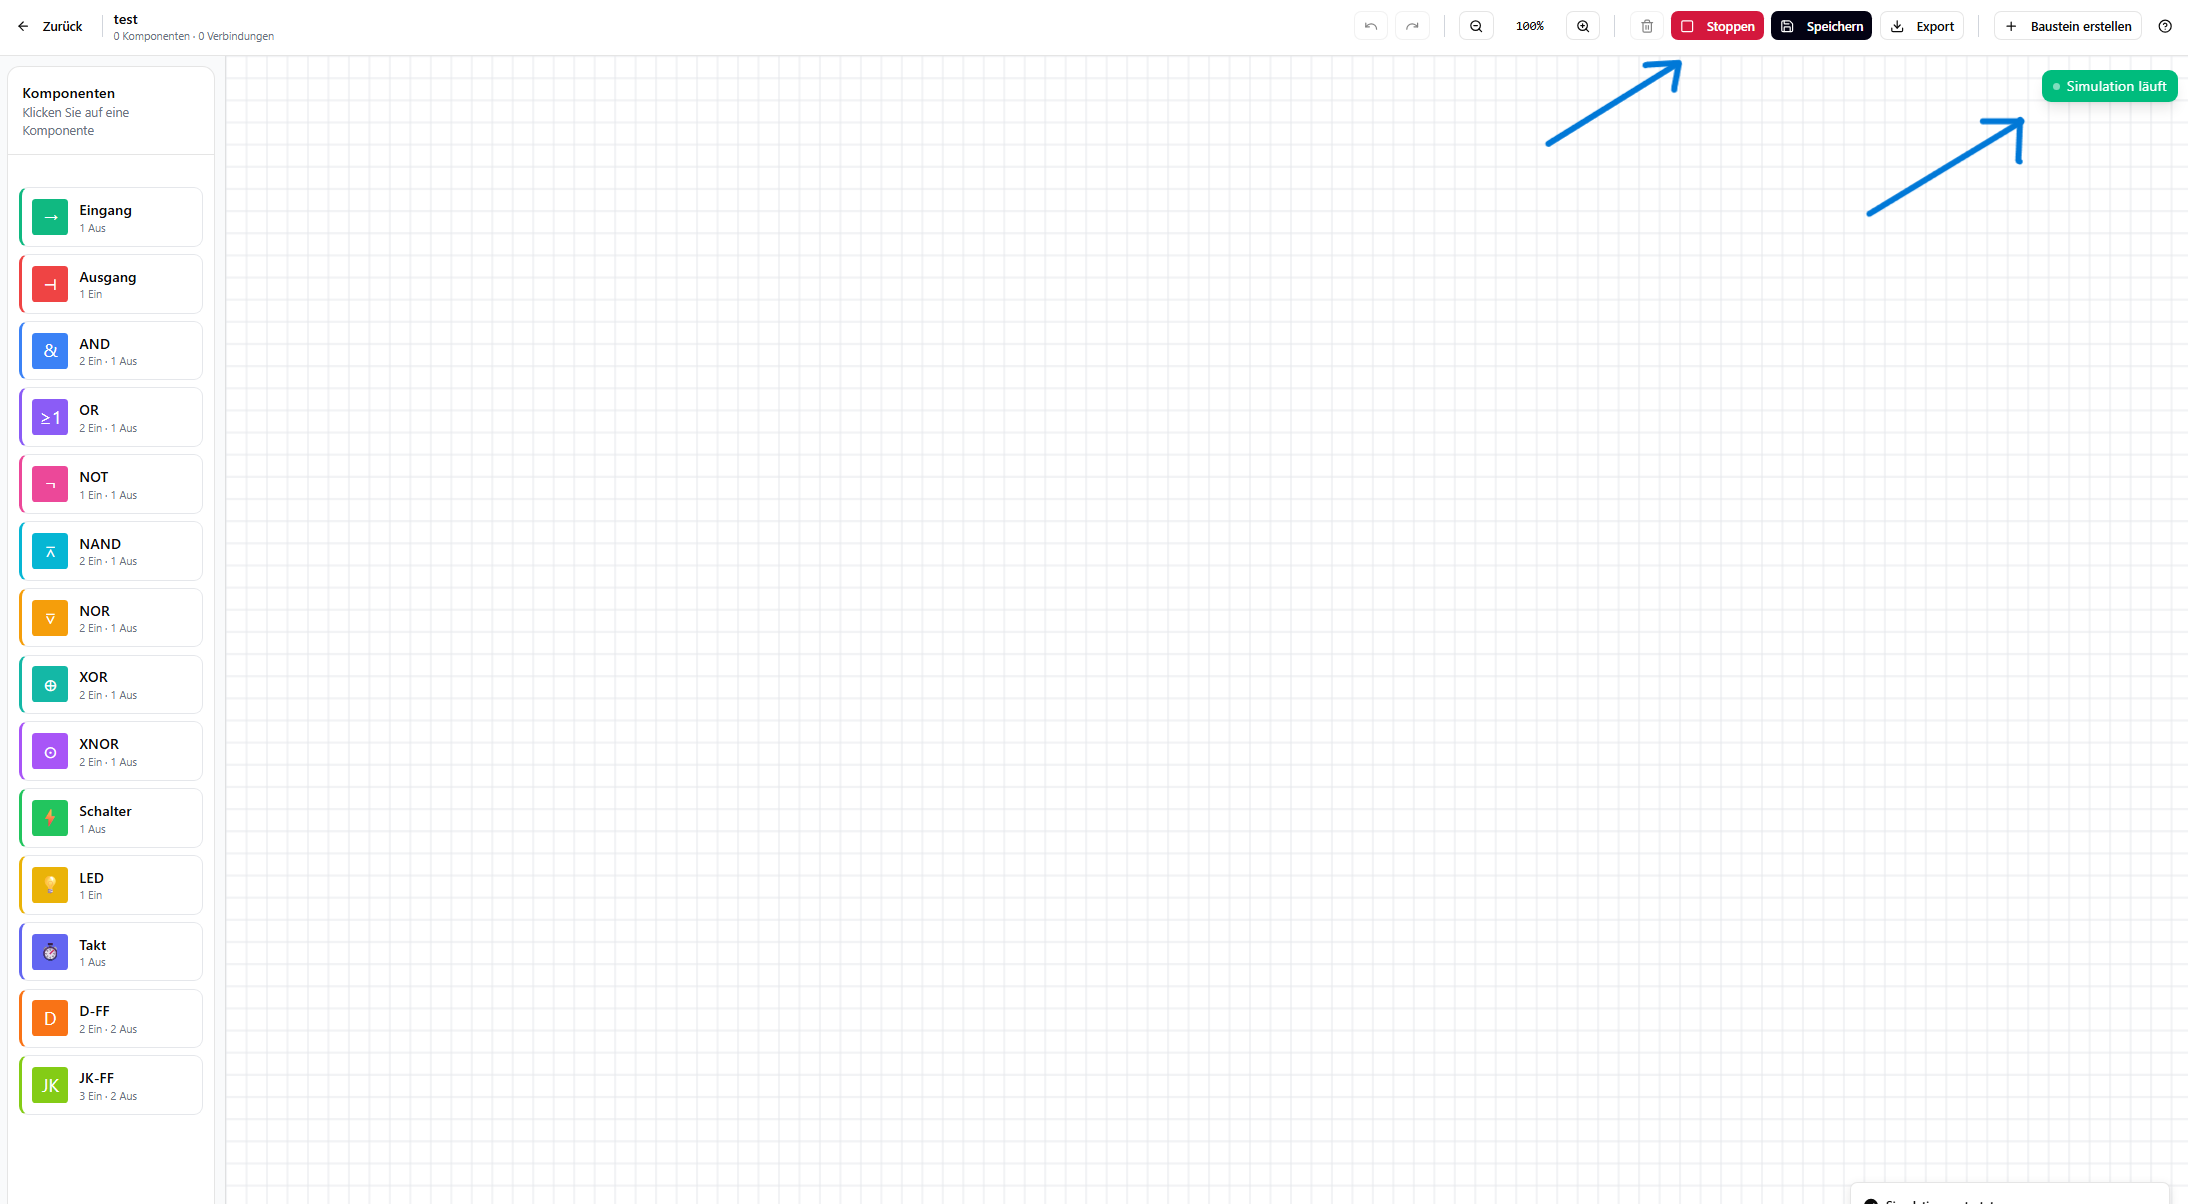 Zurück
test
0 Komponenten · 0 Verbindungen
100%
Stoppen
Speichern
Export
Baustein erstellen
Simulation läuft
Komponenten
Klicken Sie auf eine
Komponente
→
Eingang
1 Aus
⊣
Ausgang
1 Ein
&
AND
2 Ein · 1 Aus
≥1
OR
2 Ein · 1 Aus
¬
NOT
1 Ein · 1 Aus
⊼
NAND
2 Ein · 1 Aus
⊽
NOR
2 Ein · 1 Aus
⊕
XOR
2 Ein · 1 Aus
⊙
XNOR
2 Ein · 1 Aus
Schalter
1 Aus
LED
1 Ein
Takt
1 Aus
D
D-FF
2 Ein · 2 Aus
JK
JK-FF
3 Ein · 2 Aus